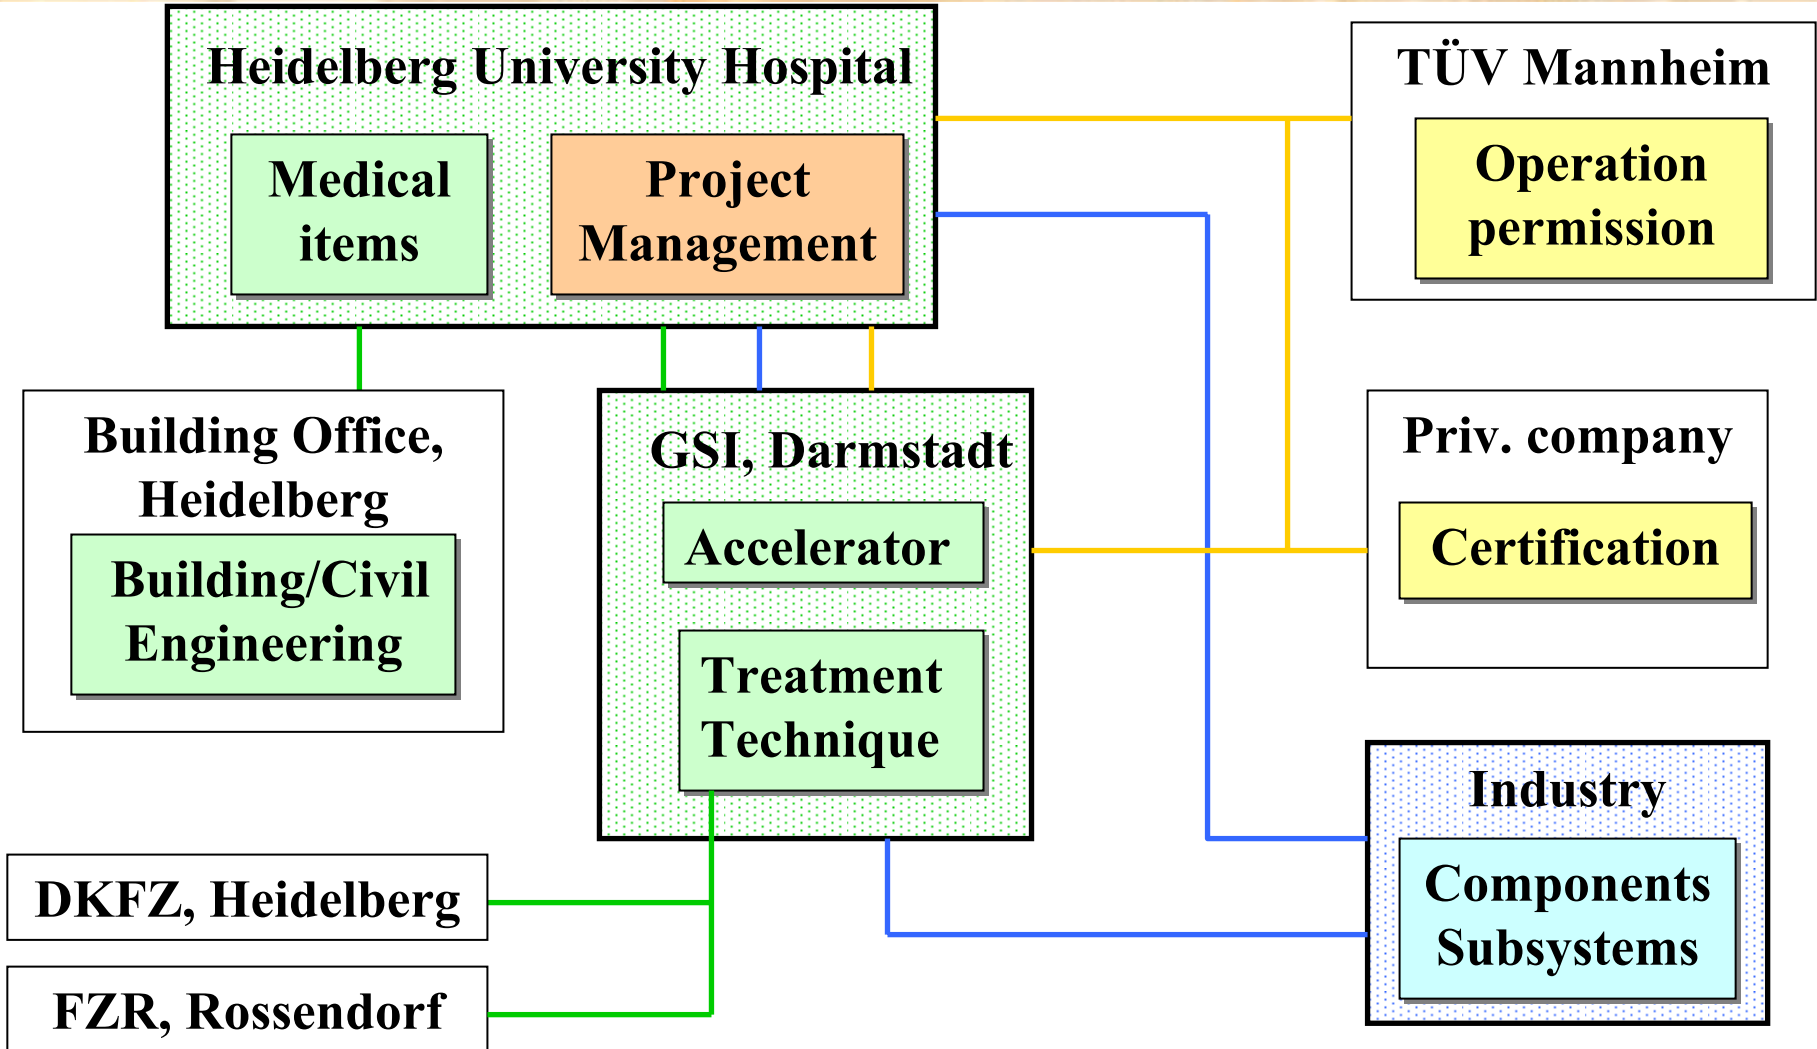 Heidelberg University Hospital
Medical
items
Project
Management
TÜV Mannheim
Operation
permission
Building Office,
Heidelberg
Building/Civil
Engineering
GSI, Darmstadt
Accelerator
Treatment
Technique
Priv. company
Certification
Industry
Components
Subsystems
DKFZ, Heidelberg
FZR, Rossendorf